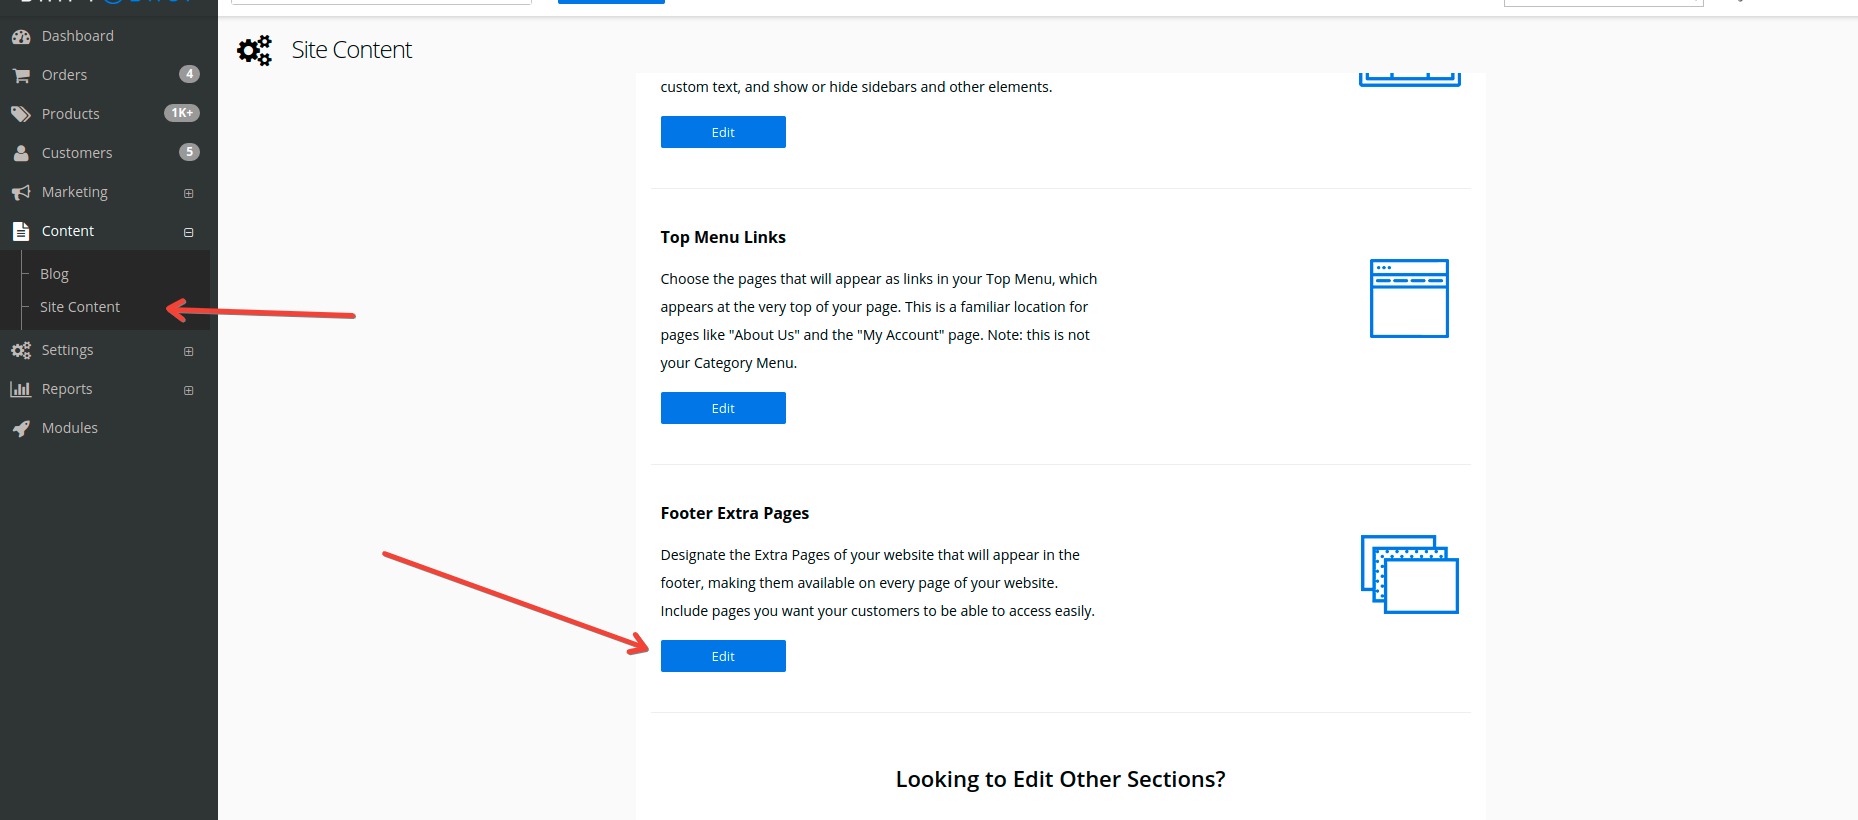 Dashboard
Orders 4
Products 1K+
Customers 5
Marketing
Content
Blog
Site Content
Settings
Reports
Modules
Site Content
custom text, and show or hide sidebars and other elements.
Edit
Top Menu Links
Choose the pages that will appear as links in your Top Menu, which
appears at the very top of your page. This is a familiar location for
pages like "About Us" and the "My Account" page. Note: this is not
your Category Menu.
Edit
Footer Extra Pages
Designate the Extra Pages of your website that will appear in the
footer, making them available on every page of your website.
Include pages you want your customers to be able to access easily.
Edit
Looking to Edit Other Sections?